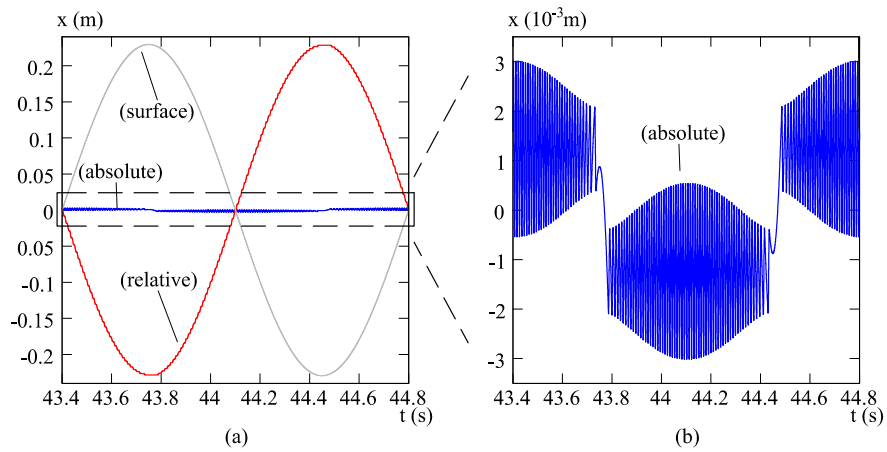 x (m)
0.2
0.15
0.1
0.05
0
0.05
-0.1
-0.15
-0.2
(surface)
(absolute)
(relative)
43.4 43.6 43.8 44 44.2 44.4 44.6 44.8
t (s)
(a)
x (10⁻³m)
3
2
1
0
-1
-2
-3
(absolute)
43.4 43.6 43.8 44 44.2 44.4 44.6 44.8
t (s)
(b)